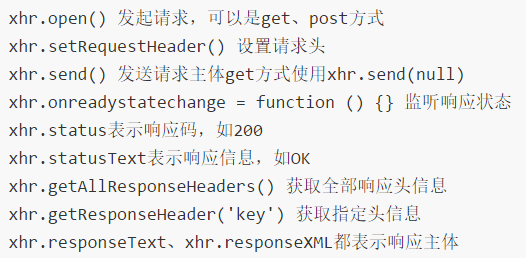 xhr.open() 发起请求，可以是get、post方式
xhr.setRequestHeader() 设置请求头
xhr.send() 发送请求主体get方式使用xhr.send(null)
xhr.onreadystatechange = function () {} 监听响应状态
xhr.status表示响应码，如200
xhr.statusText表示响应信息，如OK
xhr.getAllResponseHeaders() 获取全部响应头信息
xhr.getResponseHeader('key') 获取指定头信息
xhr.responseText、xhr.responseXML都表示响应主体